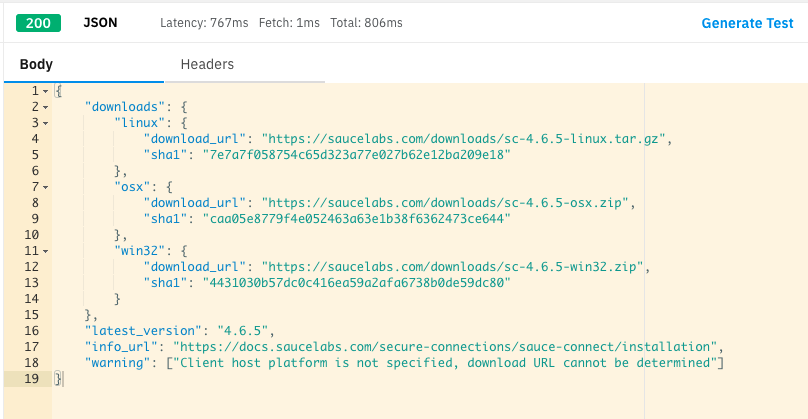 200 JSON Latency: 767ms Fetch: 1ms Total: 806ms Generate Test
Body Headers
1 {
2 "downloads": {
3 "linux": {
4 "download_url": "https://saucelabs.com/downloads/sc-4.6.5-linux.tar.gz",
5 "sha1": "7e7a7f058754c65d323a77e027b62e12ba209e18"
6 },
7 "osx": {
8 "download_url": "https://saucelabs.com/downloads/sc-4.6.5-osx.zip",
9 "sha1": "caa05e8779f4e052463a63e1b38f6362473ce644"
10 },
11 "win32": {
12 "download_url": "https://saucelabs.com/downloads/sc-4.6.5-win32.zip",
13 "sha1": "4431030b57dc0c416ea59a2afa6738b0de59dc80"
14 }
15 },
16 "latest_version": "4.6.5",
17 "info_url": "https://docs.saucelabs.com/secure-connections/sauce-connect/installation",
18 "warning": ["Client host platform is not specified, download URL cannot be determined"]
19 }